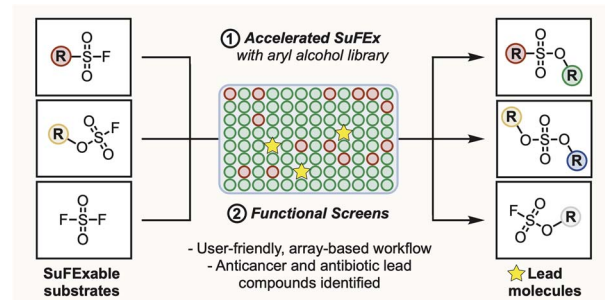 ① Accelerated SuFEx
with aryl alcohol library
R S O O F
R O S O O F
F S O O F
SuFExable
substrates
② Functional Screens
- User-friendly, array-based workflow
- Anticancer and antibiotic lead
compounds identified
R S O O O R
R O S O O O R
F S O O O R
Lead
molecules